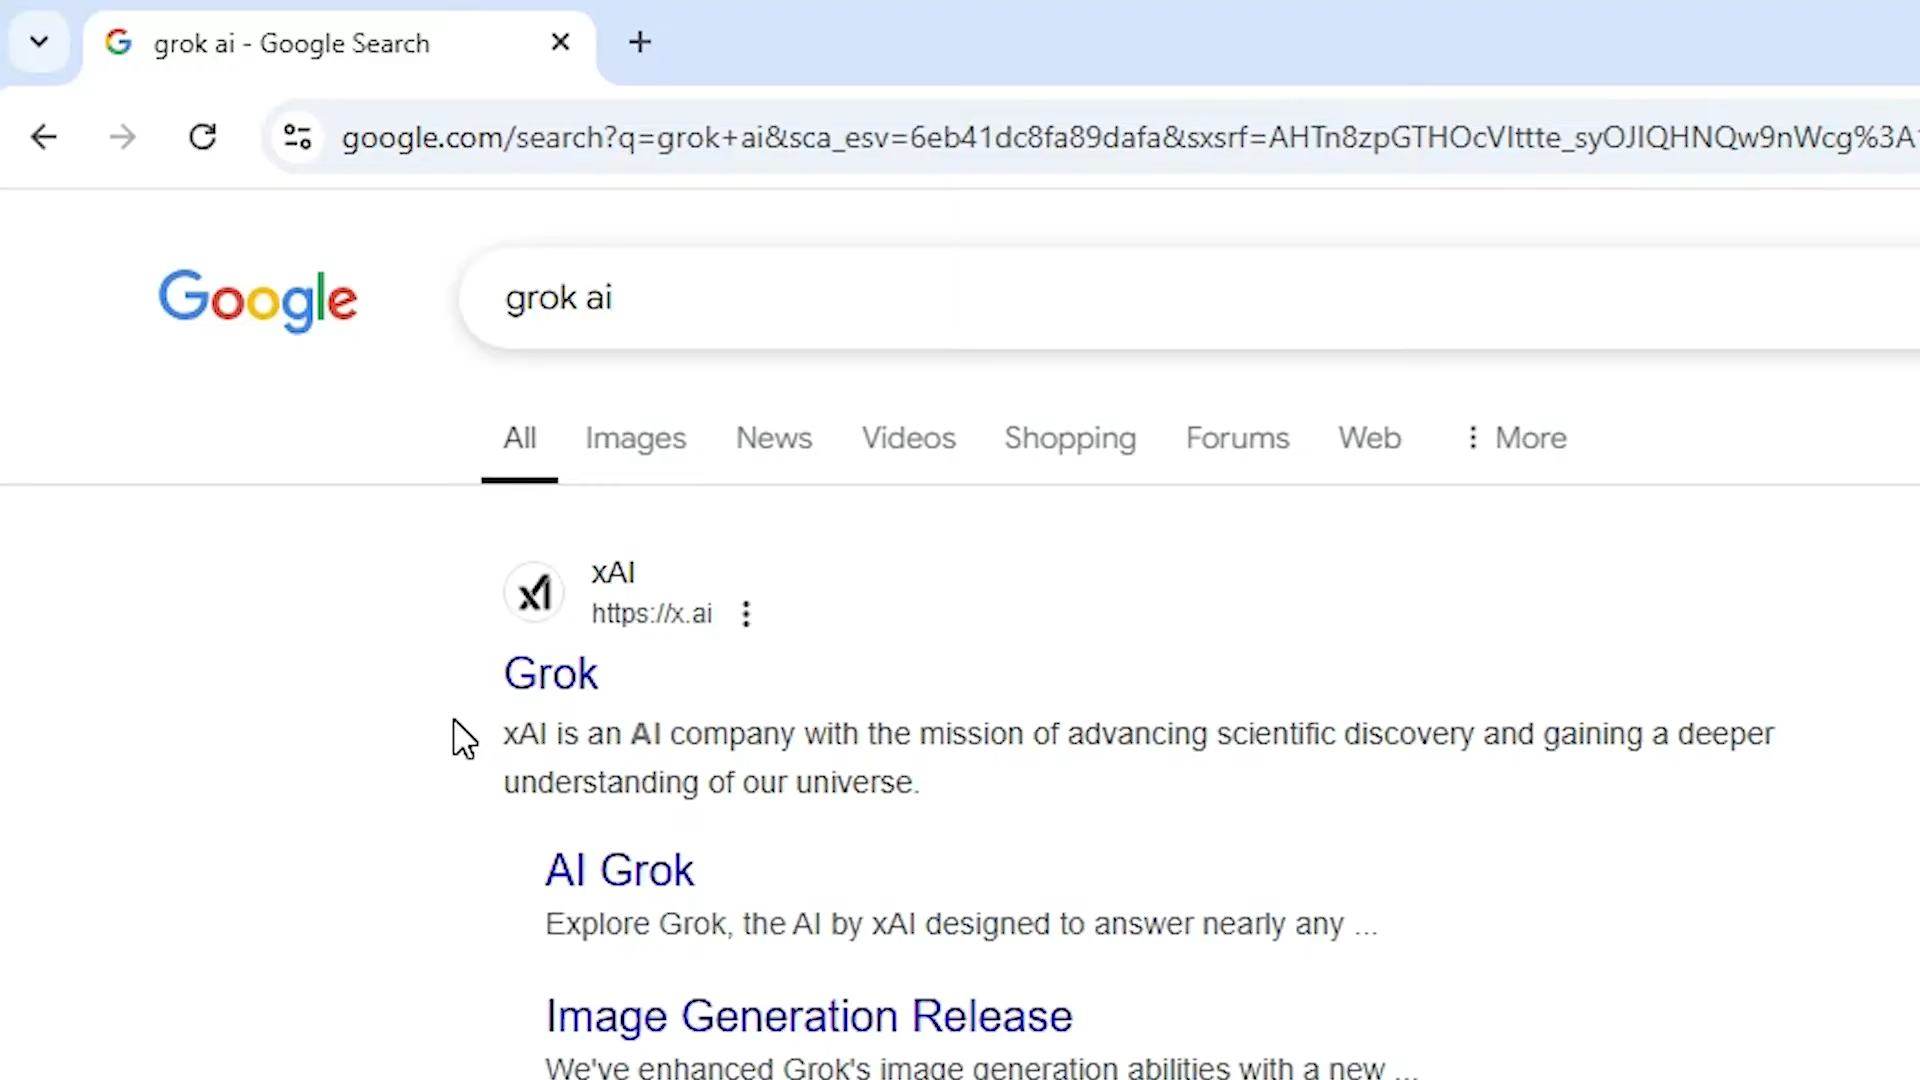 grok ai - Google Search
google.com/search?q=grok+ai&sca_esv=6eb41dc8fa89dafa&sxsrf=AHTn8zpGTHOcVIttte_syOJIQHNQw9nWcg%3A
Google
grok ai
All Images News Videos Shopping Forums Web More
xAI
https://x.ai
Grok
xAI is an AI company with the mission of advancing scientific discovery and gaining a deeper
understanding of our universe.
AI Grok
Explore Grok, the AI by xAI designed to answer nearly any ...
Image Generation Release
We've enhanced Grok's image generation abilities with a new ...